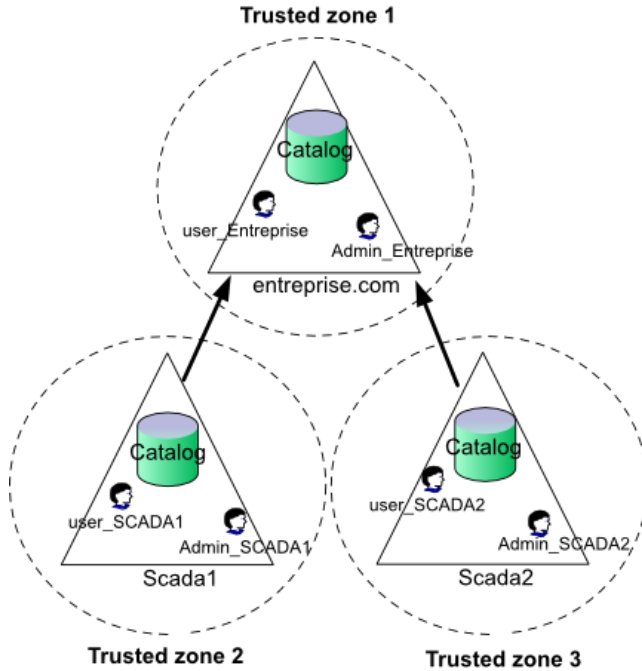 Trusted zone 1
Catalog
user_Entreprise
Admin_Entreprise
entreprise.com
Catalog
user_SCADA1
Admin_SCADA1
Scada1
Trusted zone 2
Catalog
user_SCADA2
Admin_SCADA2
Scada2
Trusted zone 3